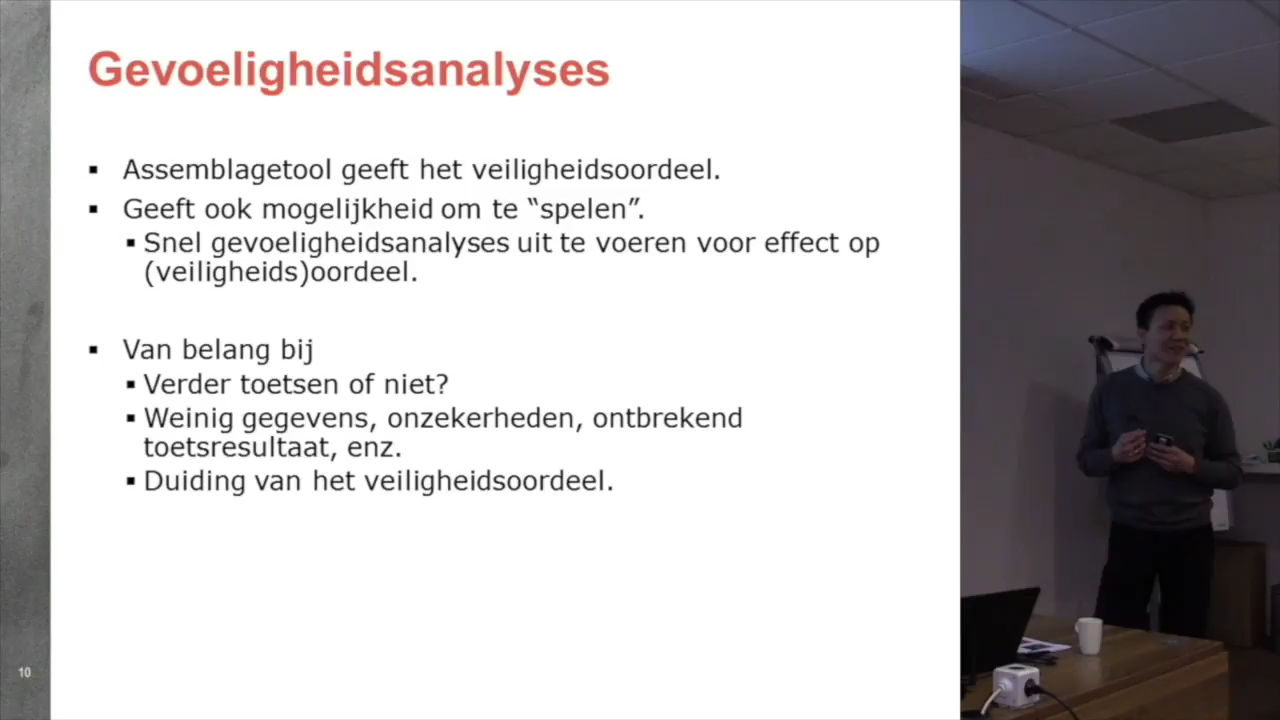 Gevoeligheidsanalyses
▪ Assemblagetool geeft het veiligheidsoordeel.
▪ Geeft ook mogelijkheid om te “spelen”.
▪ Snel gevoeligheidsanalyses uit te voeren voor effect op
(veiligheids)oordeel.
▪ Van belang bij
▪ Verder toetsen of niet?
▪ Weinig gegevens, onzekerheden, ontbrekend
toetsresultaat, enz.
▪ Duiding van het veiligheidsoordeel.
10